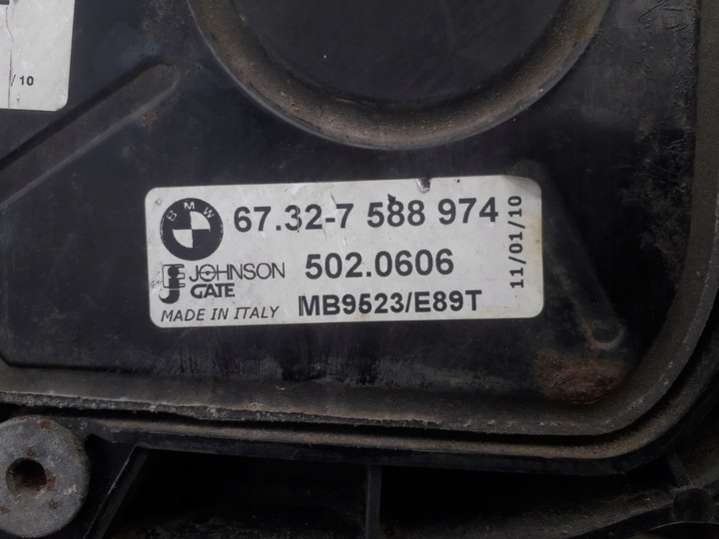 /10
BMW
67.32-7 588 974
JOHNSON
GATE
502.0606
MADE IN ITALY
MB9523/E89T
11/01/10